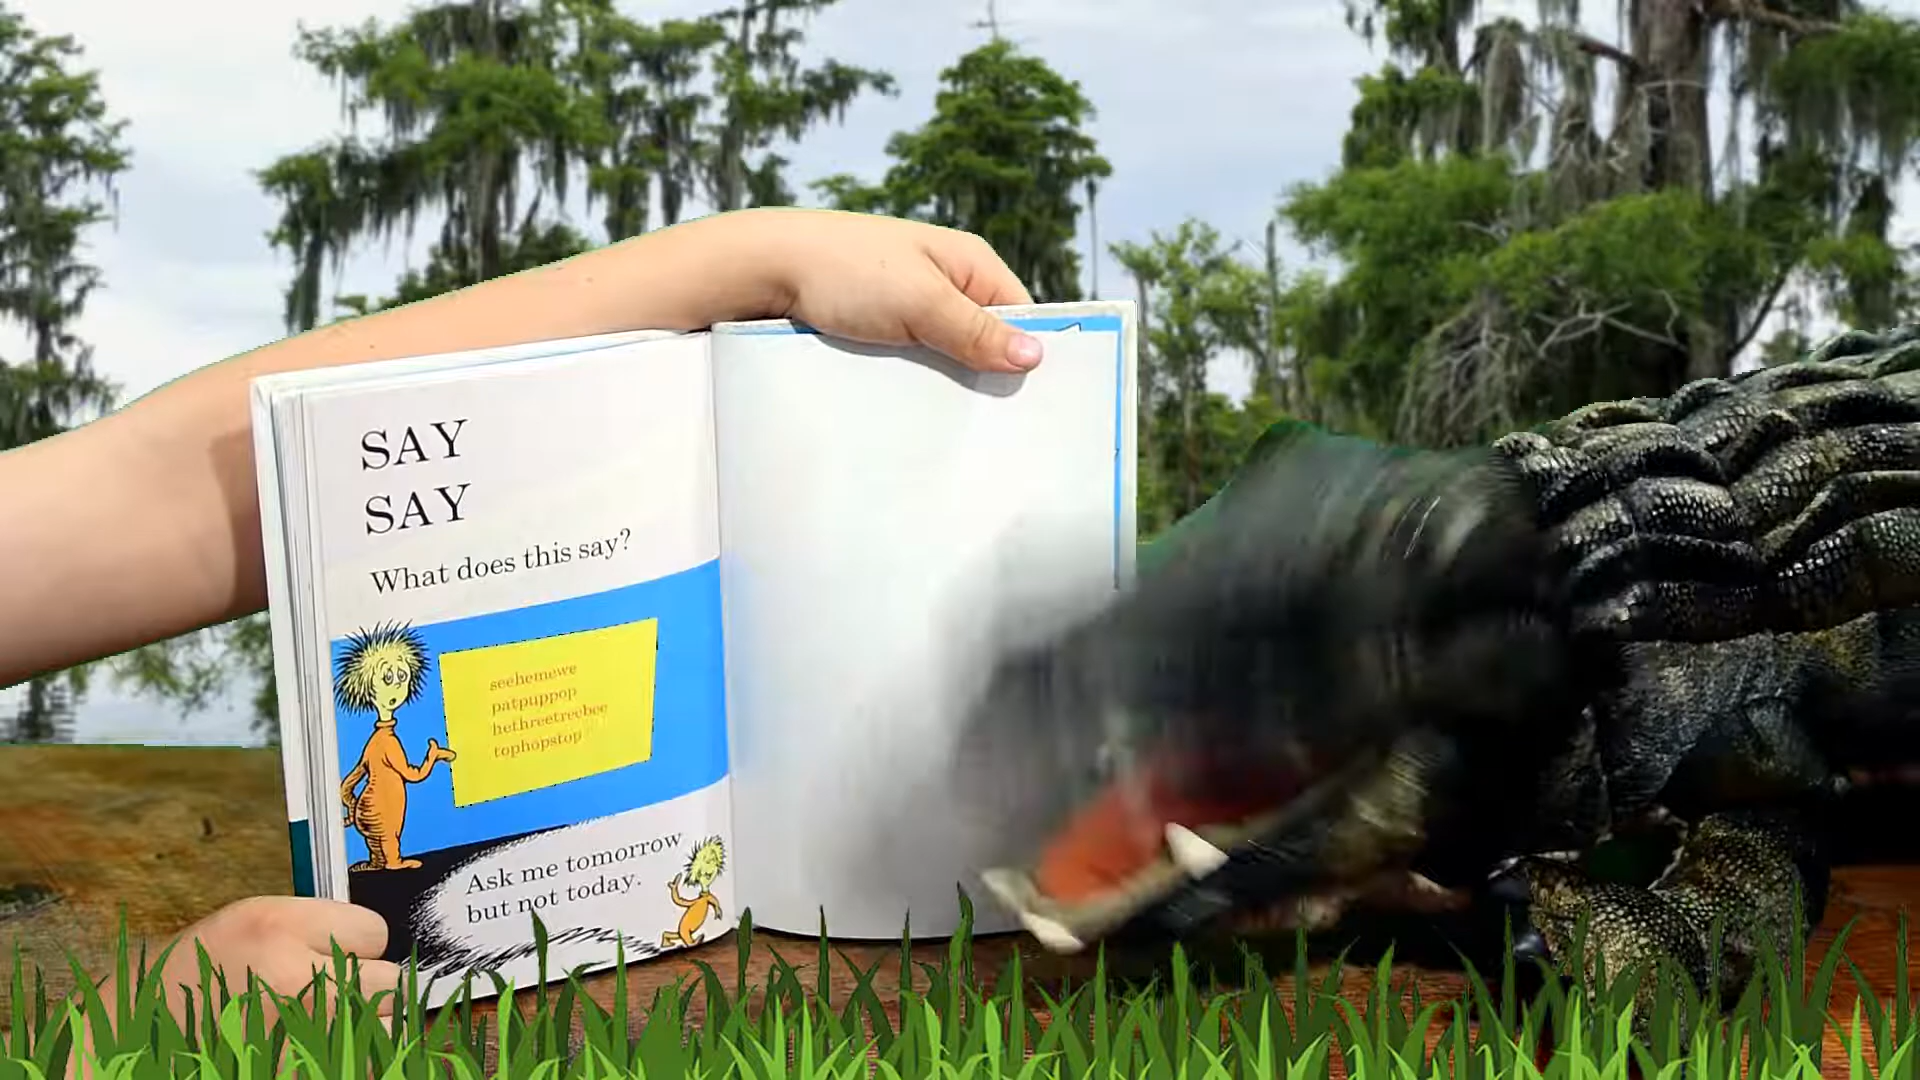 SAY
SAY
What does this say?
seehemewe
patpuppop
hethreetreebee
tophopstop
Ask me tomorrow
but not today.